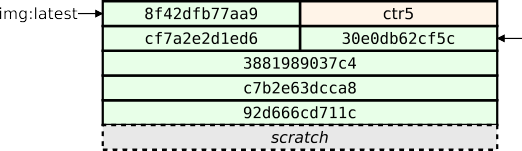 img:latest 8f42dfb77aa9 ctr5
cf7a2e2d1ed6 30e0db62cf5c
3881989037c4
c7b2e63dcca8
92d666cd711c
scratch